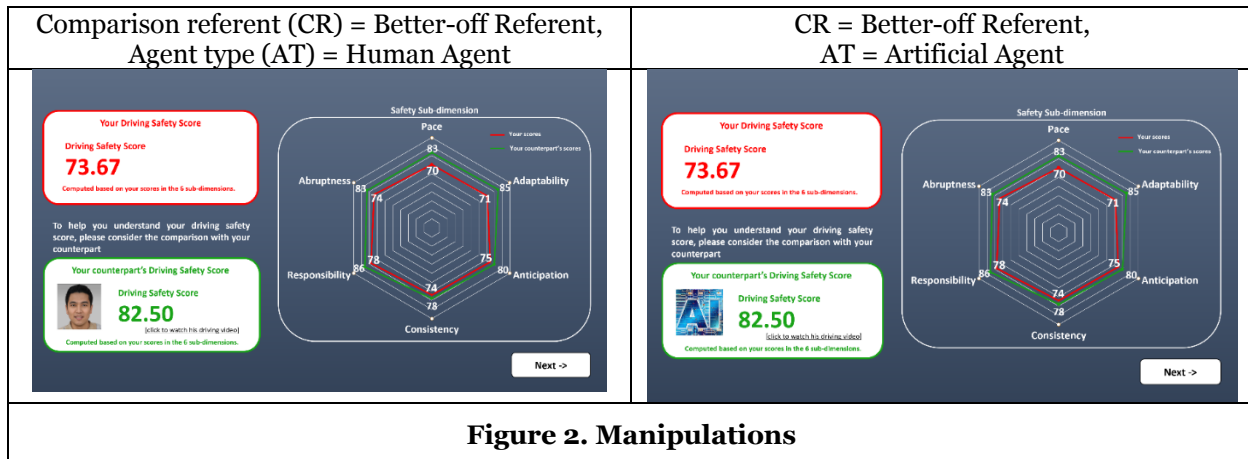 Comparison referent (CR) = Better-off Referent,
Agent type (AT) = Human Agent
CR = Better-off Referent,
AT = Artificial Agent
Your Driving Safety Score
Driving Safety Score
73.67
Computed based on your scores in the 6 sub-dimensions.
To help you understand your driving safety
score, please consider the comparison with your
counterpart
Your counterpart's Driving Safety Score
Driving Safety Score
82.50
[click to watch his driving video]
Computed based on your scores in the 6 sub-dimensions.
Safety Sub-dimension
Pace
Your scores
Your counterpart's scores
83
70
Abruptness
83
74
Adaptability
85
71
Responsibility
86
78
75
80
Anticipation
74
78
Consistency
Next ->
Your Driving Safety Score
Driving Safety Score
73.67
Computed based on your scores in the 6 sub-dimensions.
To help you understand your driving safety
score, please consider the comparison with your
counterpart
Your counterpart's Driving Safety Score
AI
Driving Safety Score
82.50
[click to watch his driving video]
Computed based on your scores in the 6 sub-dimensions.
Safety Sub-dimension
Pace
Your scores
Your counterpart's scores
83
70
Abruptness
83
74
Adaptability
85
71
Responsibility
86
78
75
80
Anticipation
74
78
Consistency
Next ->
Figure 2. Manipulations